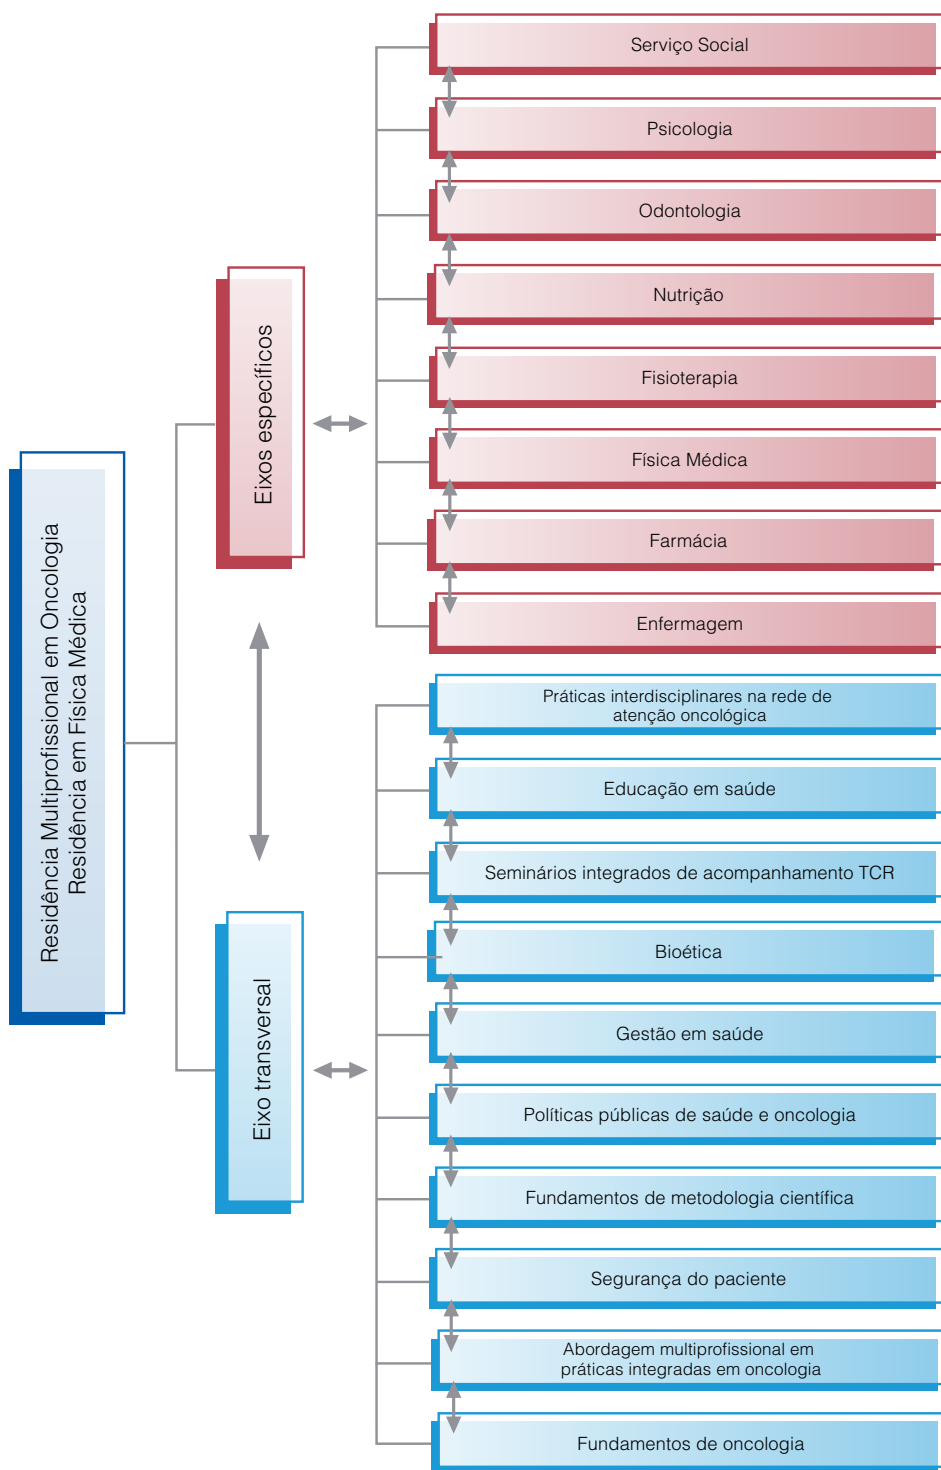 Residência Multiprofissional em Oncologia
Residência em Física Médica
Eixos específicos
Serviço Social
Psicologia
Odontologia
Nutrição
Fisioterapia
Física Médica
Farmácia
Enfermagem
Eixo transversal
Práticas interdisciplinares na rede de
atenção oncológica
Educação em saúde
Seminários integrados de acompanhamento TCR
Bioética
Gestão em saúde
Políticas públicas de saúde e oncologia
Fundamentos de metodologia científica
Segurança do paciente
Abordagem multiprofissional em
práticas integradas em oncologia
Fundamentos de oncologia